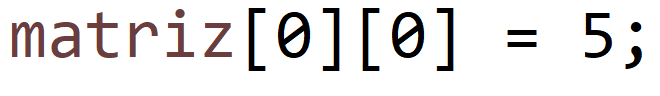 matriz[0][0] = 5;